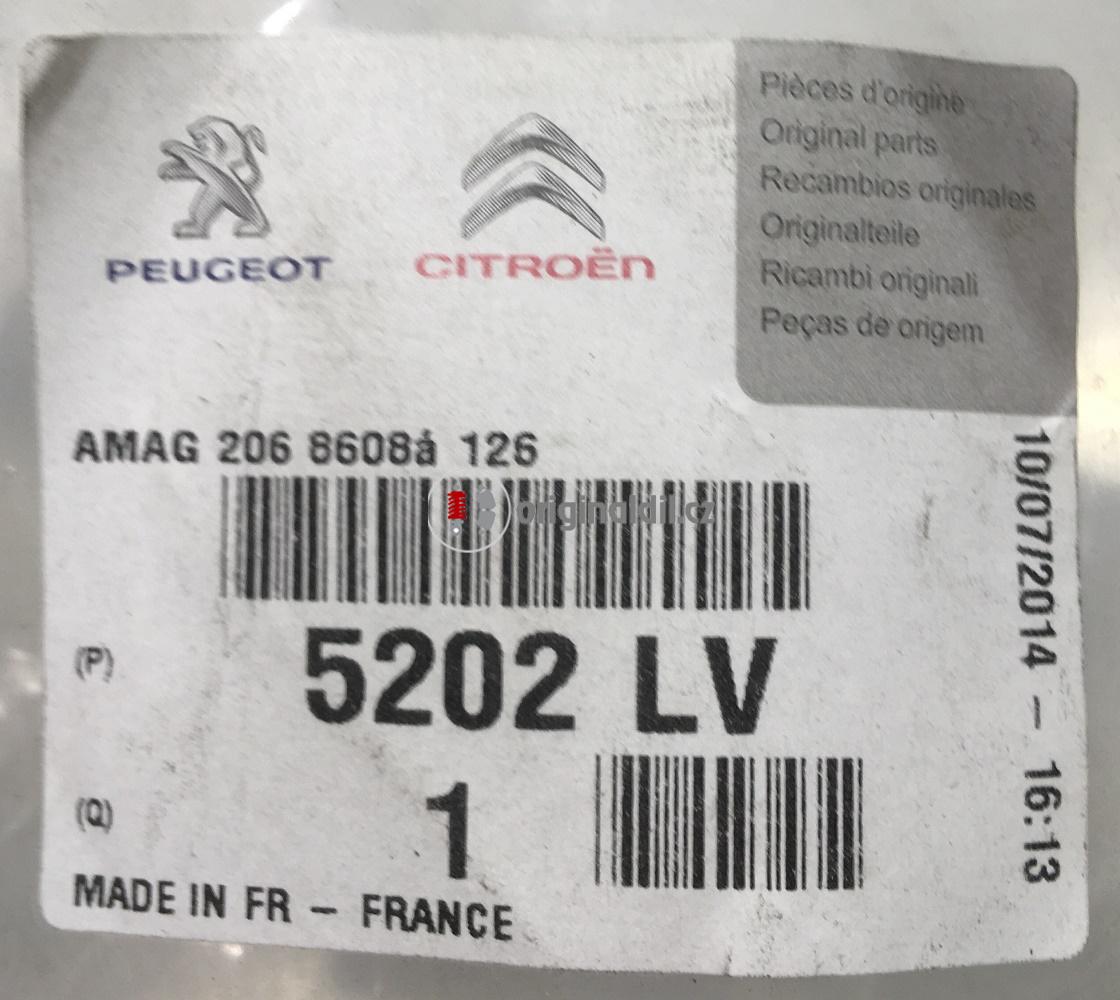 PEUGEOT
CITROËN
Pièces d'origine
Original parts
Recambios originales
Originalteile
Ricambi originali
Peças de origem
AMAG 206 8608á 126
originaldil.cz
(P) 5202 LV
(Q) 1
MADE IN FR - FRANCE
10/07/2014 - 16:13